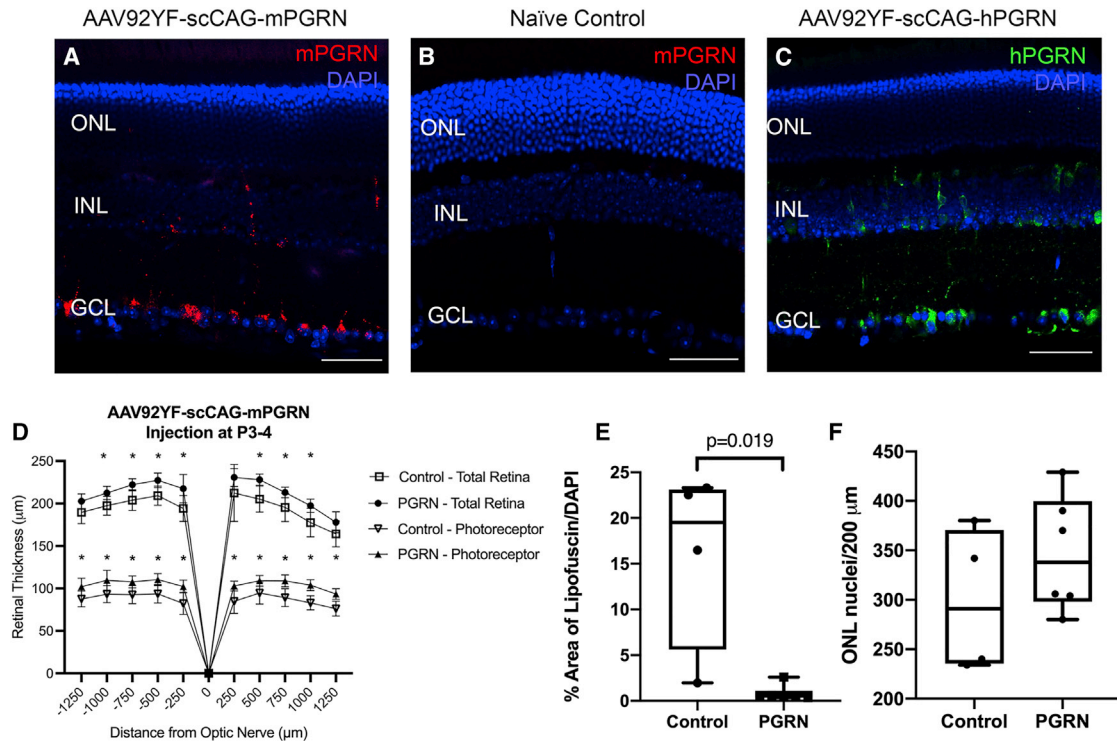 AAV92YF-scCAG-mPGRN
Naïve Control
AAV92YF-scCAG-hPGRN
A
mPGRN
DAPI
ONL
INL
GCL
B
mPGRN
DAPI
ONL
INL
GCL
C
hPGRN
DAPI
ONL
INL
GCL
D
AAV92YF-scCAG-mPGRN
Injection at P3-4
Retinal Thickness (µm)
250
200
150
100
50
0
* * * * * * *
* * * * * * * * * *
-1250 -1000 -750 -500 -250 0 250 500 750 1000 1250
Distance from Optic Nerve (µm)
Control - Total Retina
PGRN - Total Retina
Control - Photoreceptor
PGRN - Photoreceptor
E
p=0.019
% Area of Lipofuscin/DAPI
25
20
15
10
5
0
Control PGRN
F
ONL nuclei/200 µm
450
400
350
300
250
200
Control PGRN